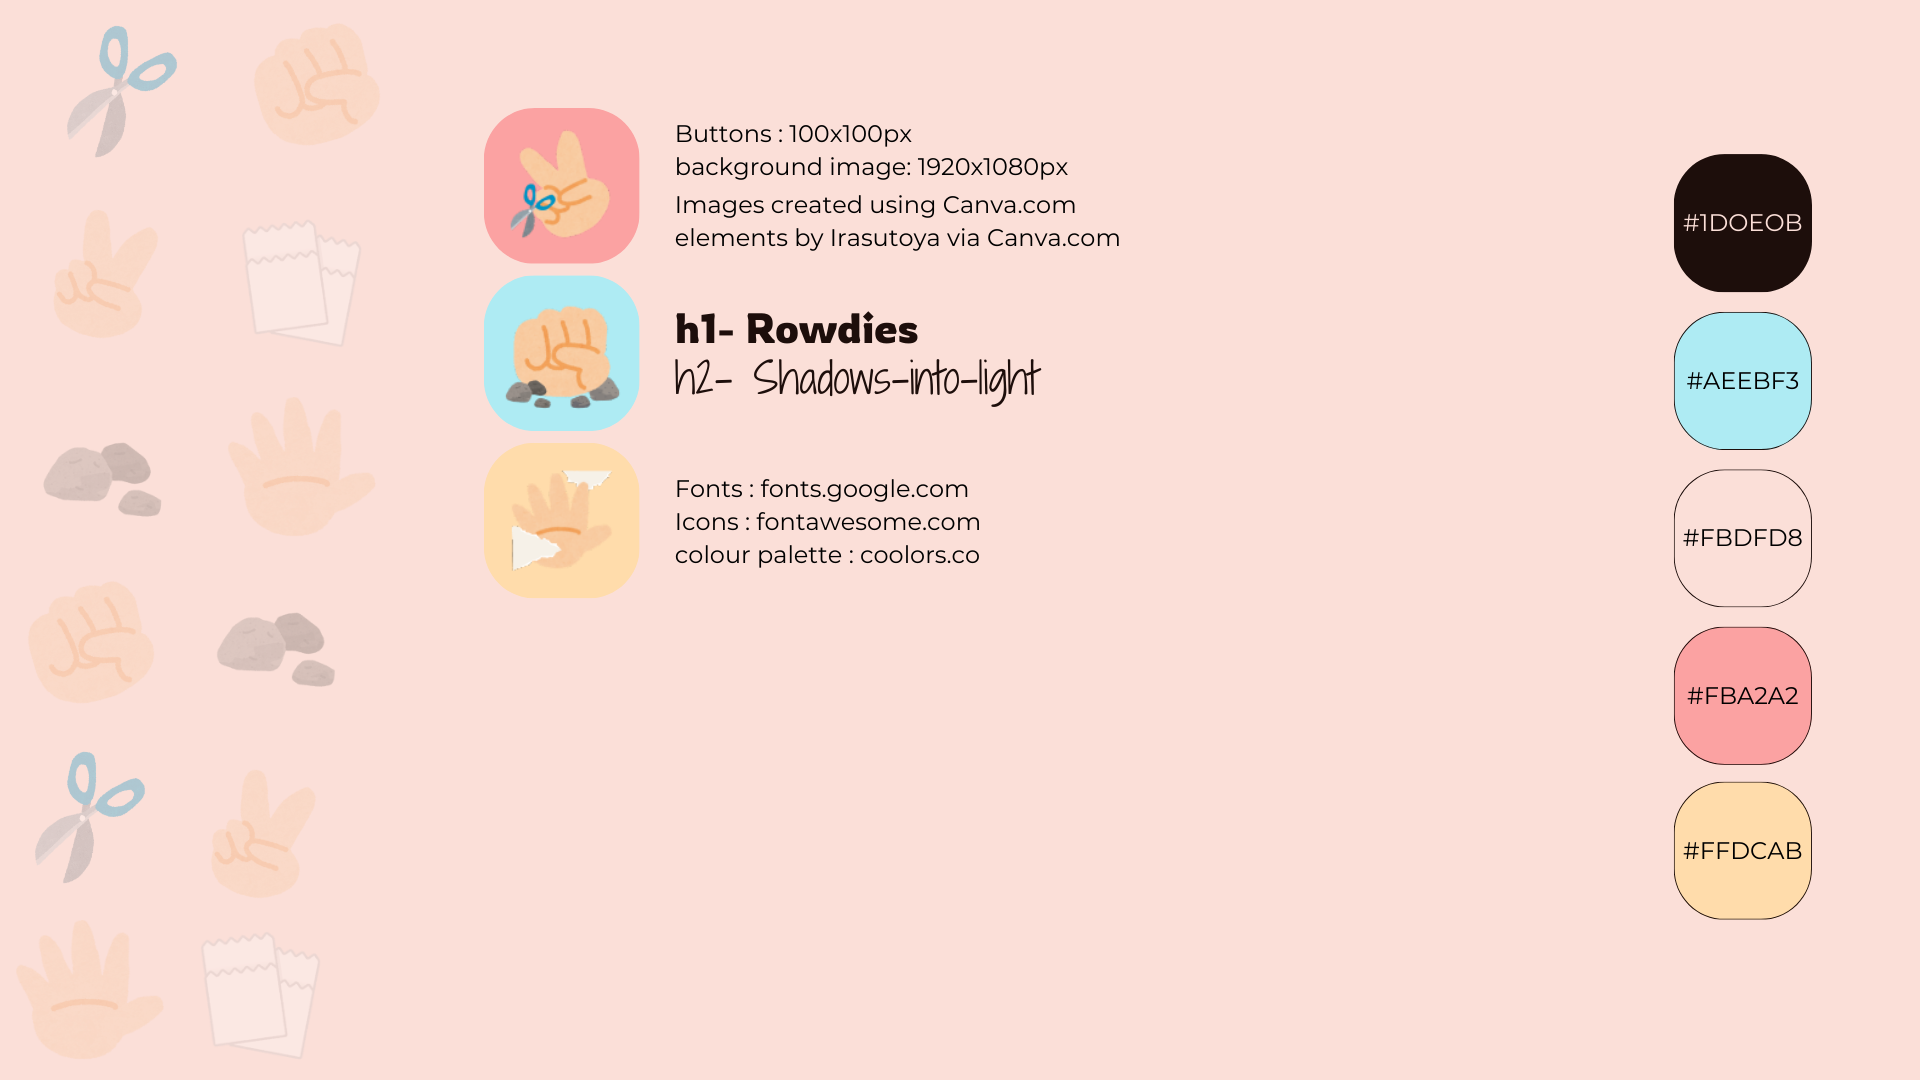 Buttons : 100x100px
background image: 1920x1080px
Images created using Canva.com
elements by Irasutoya via Canva.com
h1- Rowdies
h2- Shadows-into-light
Fonts : fonts.google.com
Icons : fontawesome.com
colour palette : coolors.co
#1DOEOB
#AEEBF3
#FBDFD8
#FBA2A2
#FFDCAB